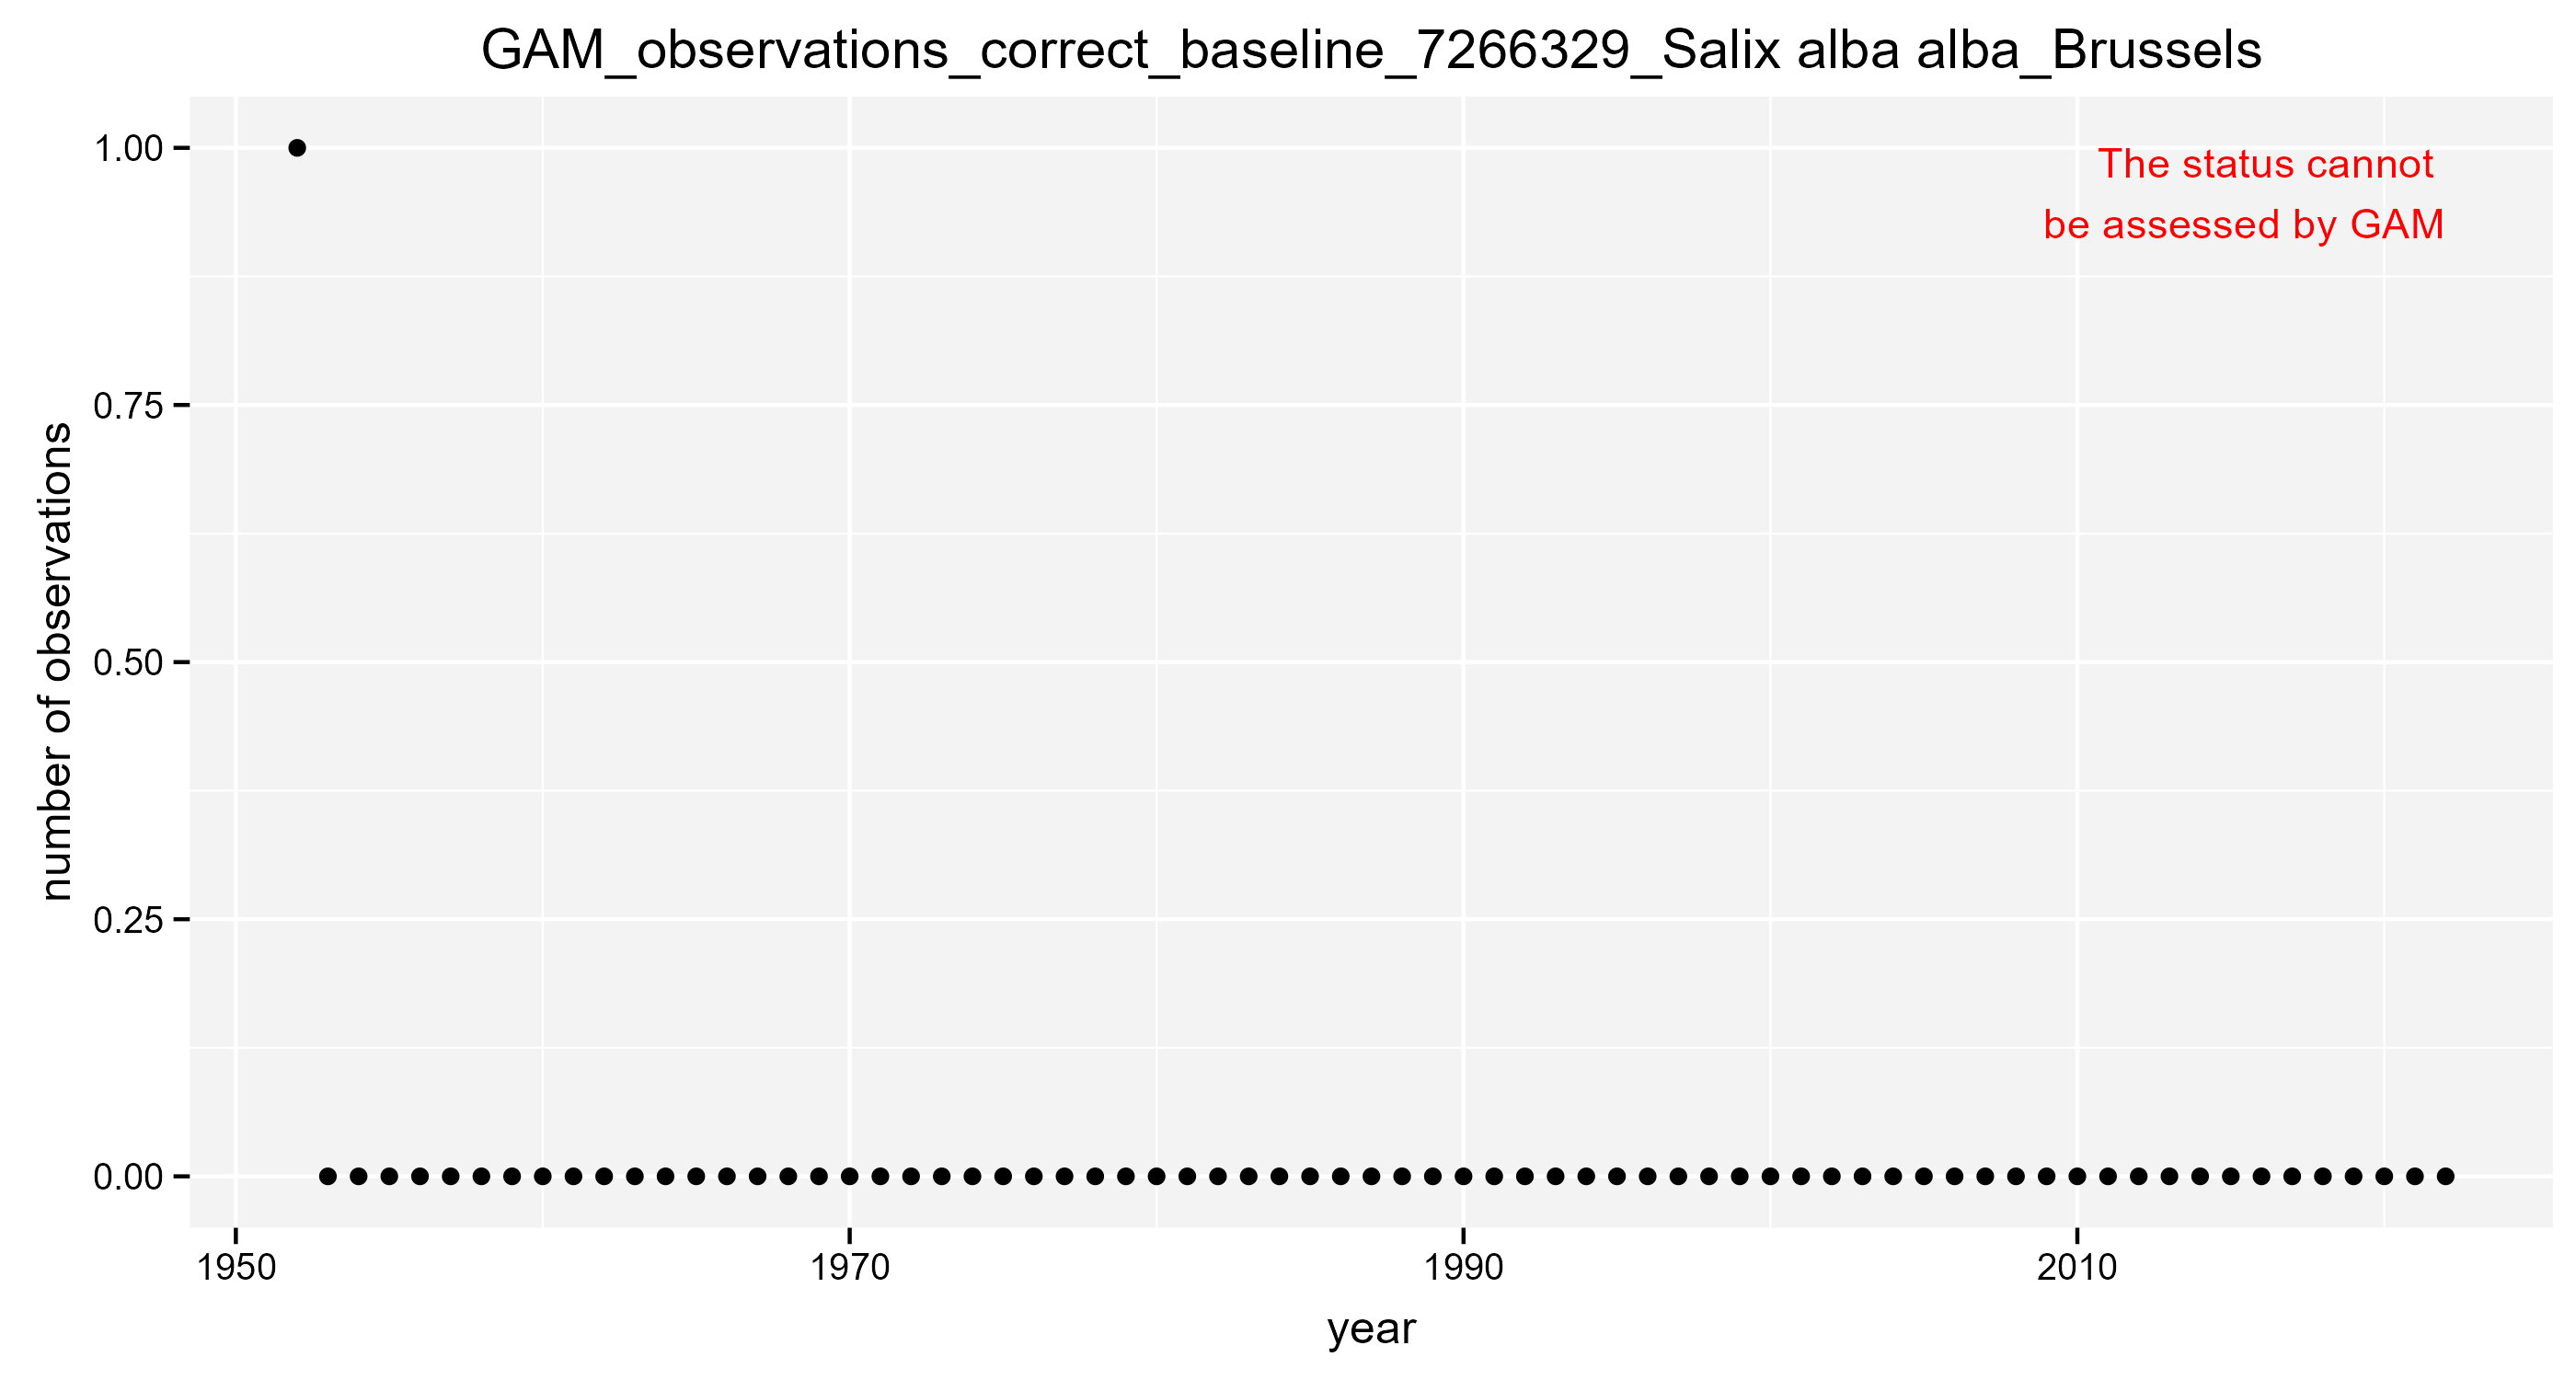 GAM_observations_correct_baseline_7266329_Salix alba alba_Brussels
The status cannot
be assessed by GAM
number of observations
1.00
0.75
0.50
0.25
0.00
1950
1970
1990
2010
year